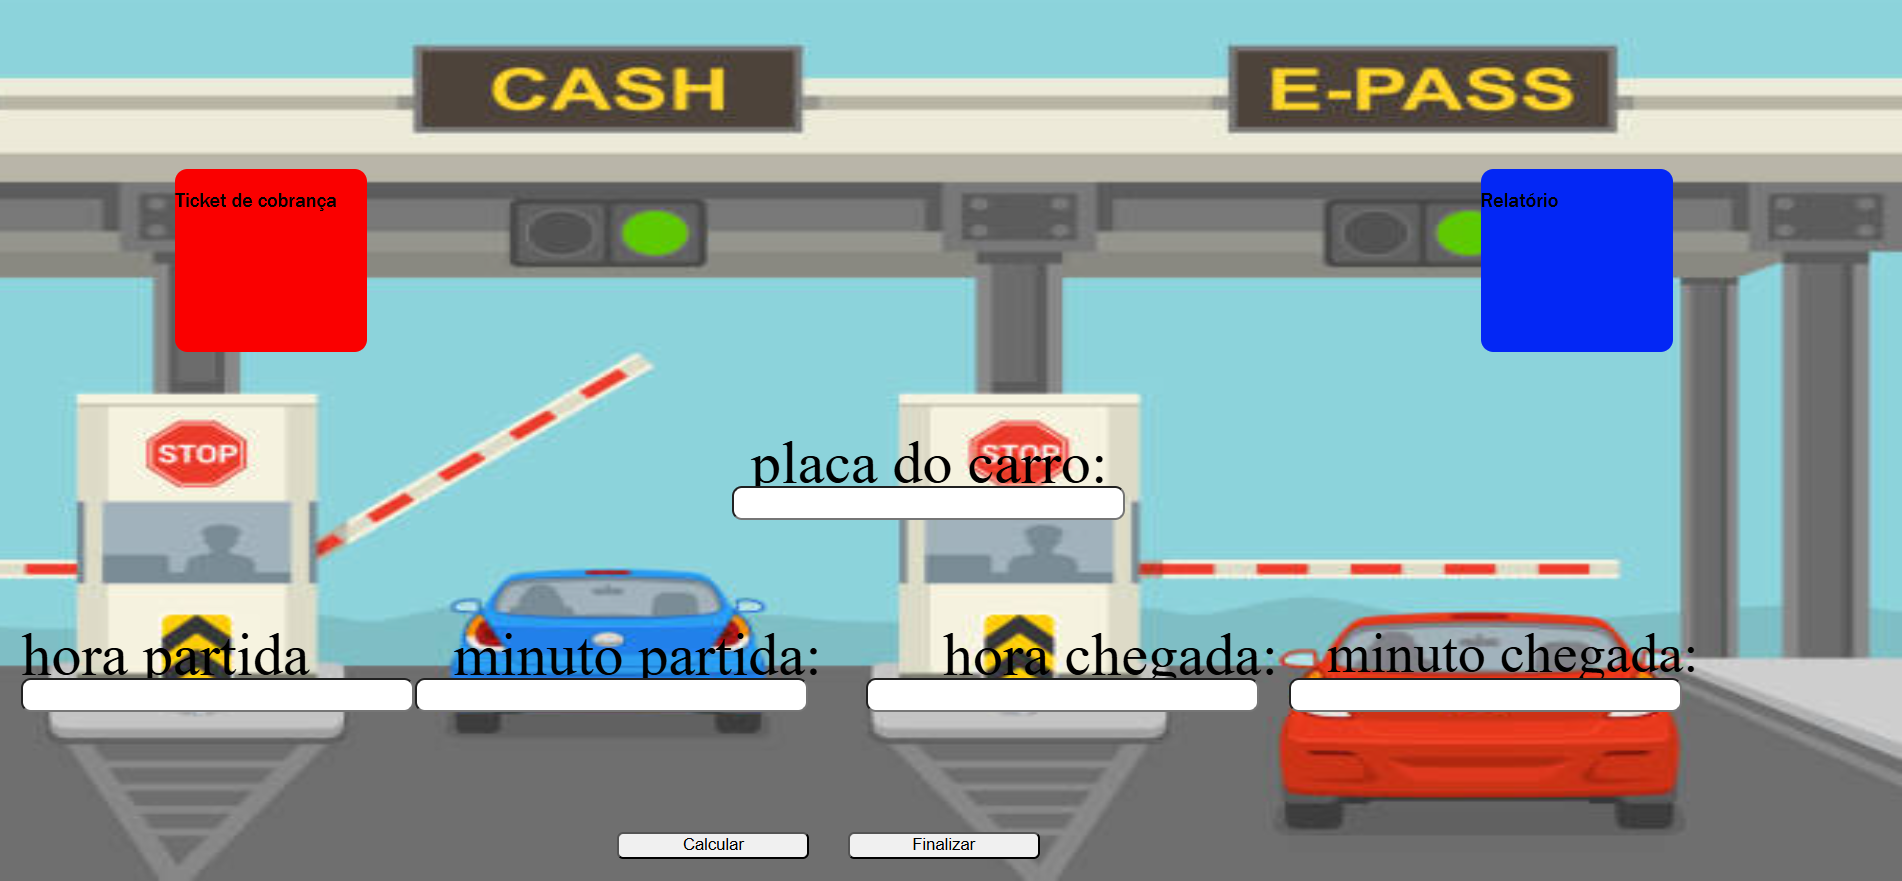 CASH
E-PASS
Ticket de cobrança
Relatório
STOP
STOP
placa do carro:
hora partida
minuto partida:
hora chegada:
minuto chegada:
Calcular
Finalizar